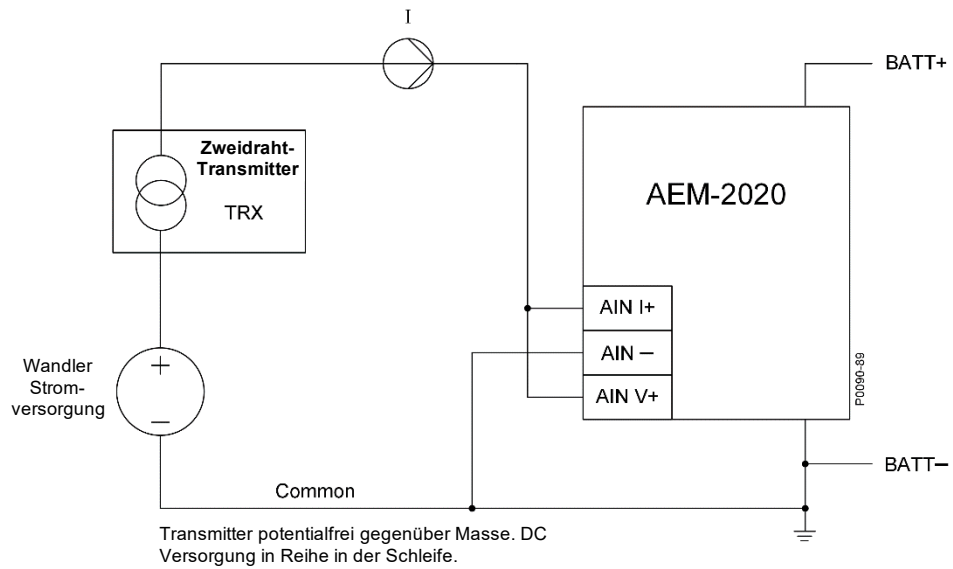 I
BATT+
Zweidraht-
Transmitter
TRX
AEM-2020
AIN I+
AIN –
AIN V+
P0090-89
Wandler
Strom-
versorgung
+
–
BATT–
Common
Transmitter potentialfrei gegenüber Masse. DC
Versorgung in Reihe in der Schleife.